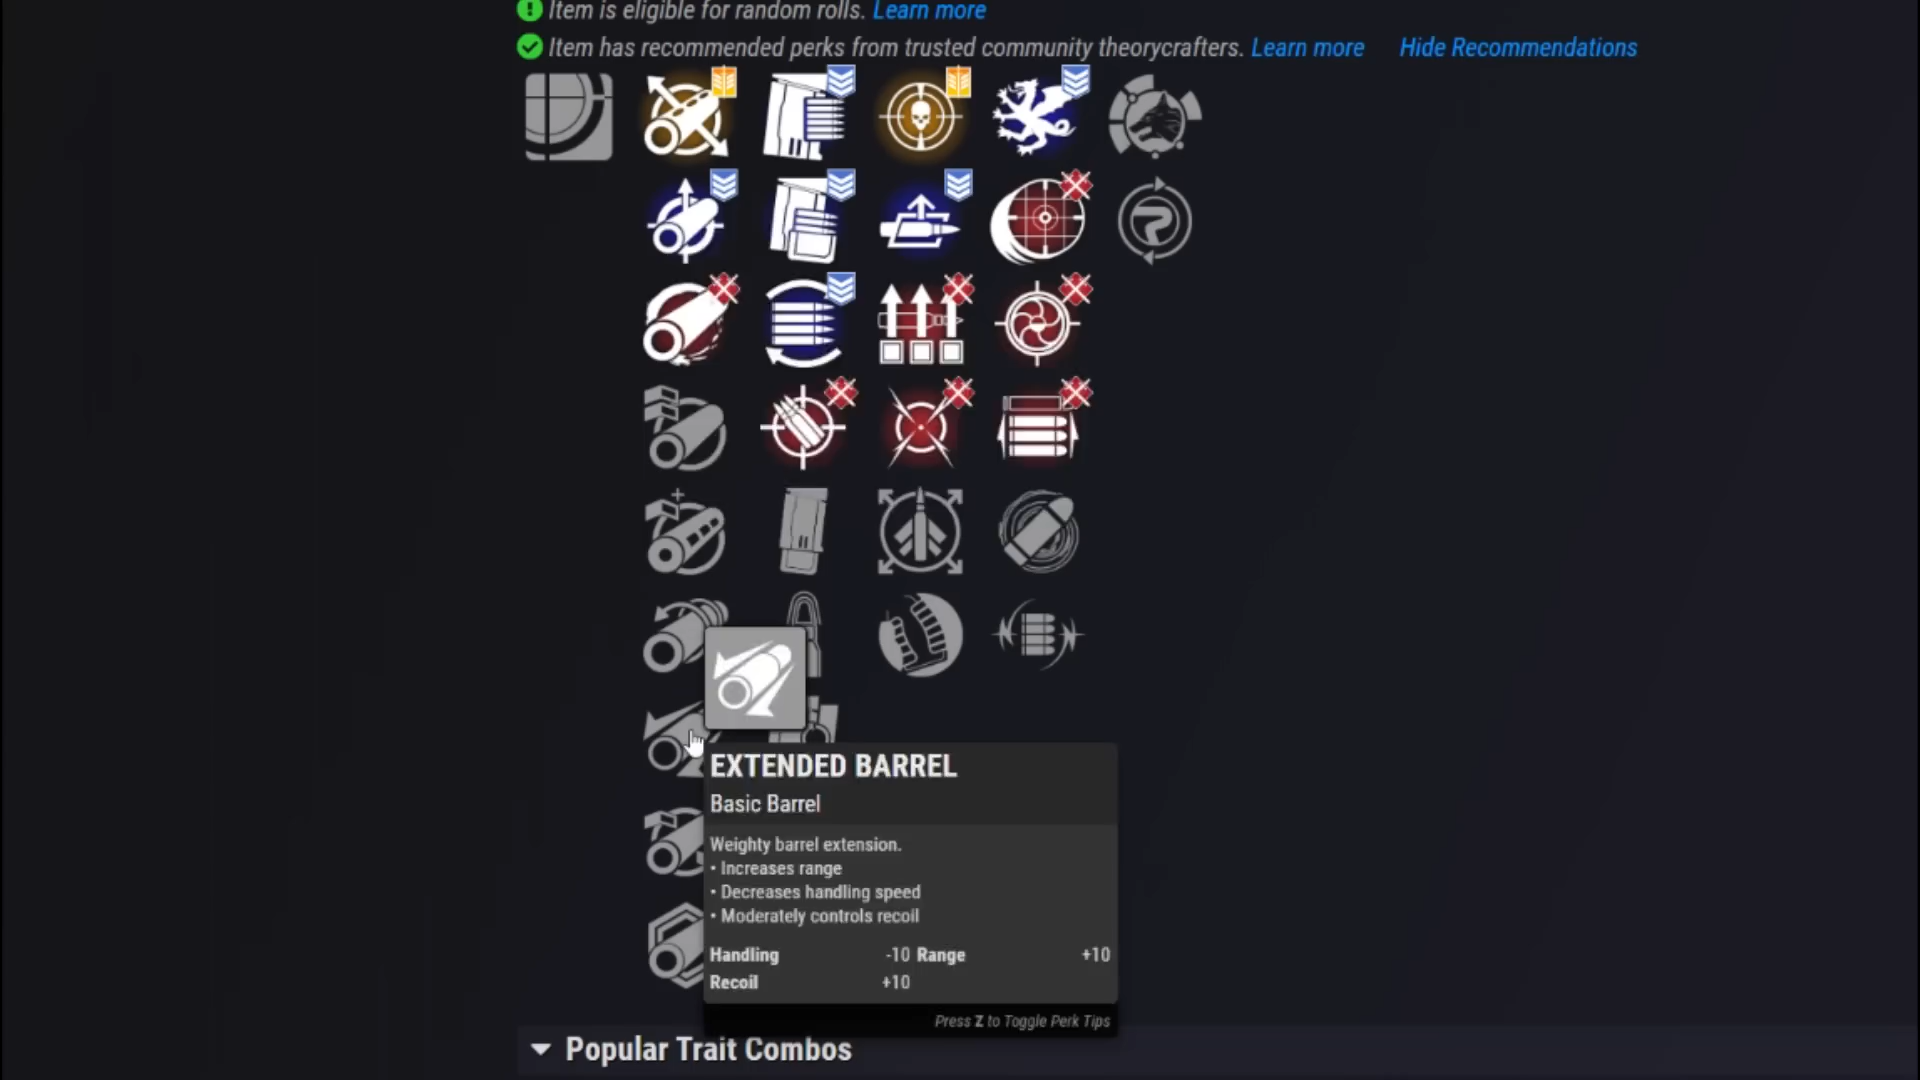 Item is eligible for random rolls. Learn more
Item has recommended perks from trusted community theorycrafters. Learn more Hide Recommendations
EXTENDED BARREL
Basic Barrel
Weighty barrel extension.
• Increases range
• Decreases handling speed
• Moderately controls recoil
Handling -10 Range +10
Recoil +10
Press Z to Toggle Perk Tips
Popular Trait Combos